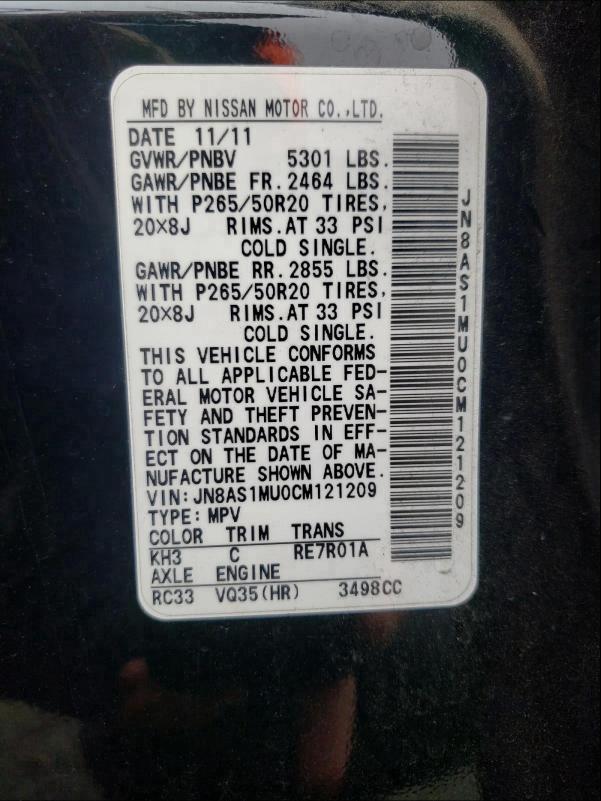 MFD BY NISSAN MOTOR CO.,LTD.
DATE 11/11
GVWR/PNBV 5301 LBS.
GAWR/PNBE FR.2464 LBS.
WITH P265/50R20 TIRES,
20×8J RIMS.AT 33 PSI
COLD SINGLE.
GAWR/PNBE RR.2855 LBS.
WITH P265/50R20 TIRES,
20×8J RIMS.AT 33 PSI
COLD SINGLE.
THIS VEHICLE CONFORMS
TO ALL APPLICABLE FED-
ERAL MOTOR VEHICLE SA-
FETY AND THEFT PREVEN-
TION STANDARDS IN EFF-
ECT ON THE DATE OF MA-
NUFACTURE SHOWN ABOVE.
VIN:JN8AS1MU0CM121209
TYPE:MPV
COLOR TRIM TRANS
KH3 C RE7R01A
AXLE ENGINE
RC33 VQ35(HR) 3498CC
JN8AS1MU0CM121209